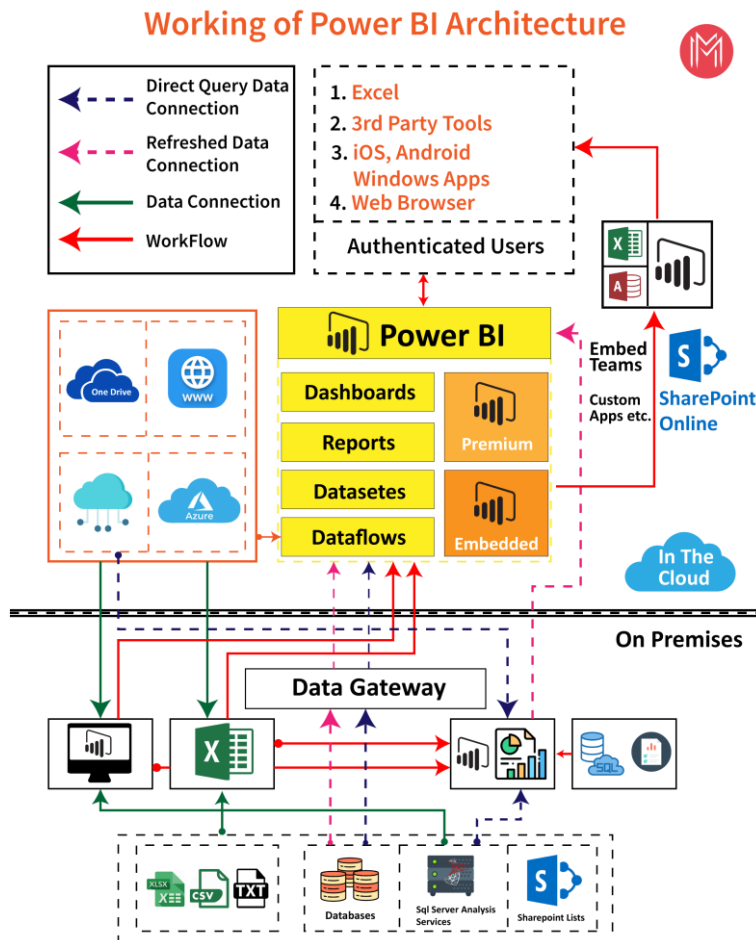 Working of Power BI Architecture
M
Direct Query Data
Connection
Refreshed Data
Connection
Data Connection
WorkFlow
1. Excel
2. 3rd Party Tools
3. iOS, Android
Windows Apps
4. Web Browser
Authenticated Users
X
A
Power BI
Embed
Teams
Custom
Apps etc.
S
SharePoint
Online
One Drive
WWW
Azure
Dashboards
Reports
Datasetes
Dataflows
Premium
Embedded
In The
Cloud
On Premises
Data Gateway
X
SQL
XLSX
X
CSV
TXT
Databases
Sql Server Analysis
Services
S
Sharepoint Lists